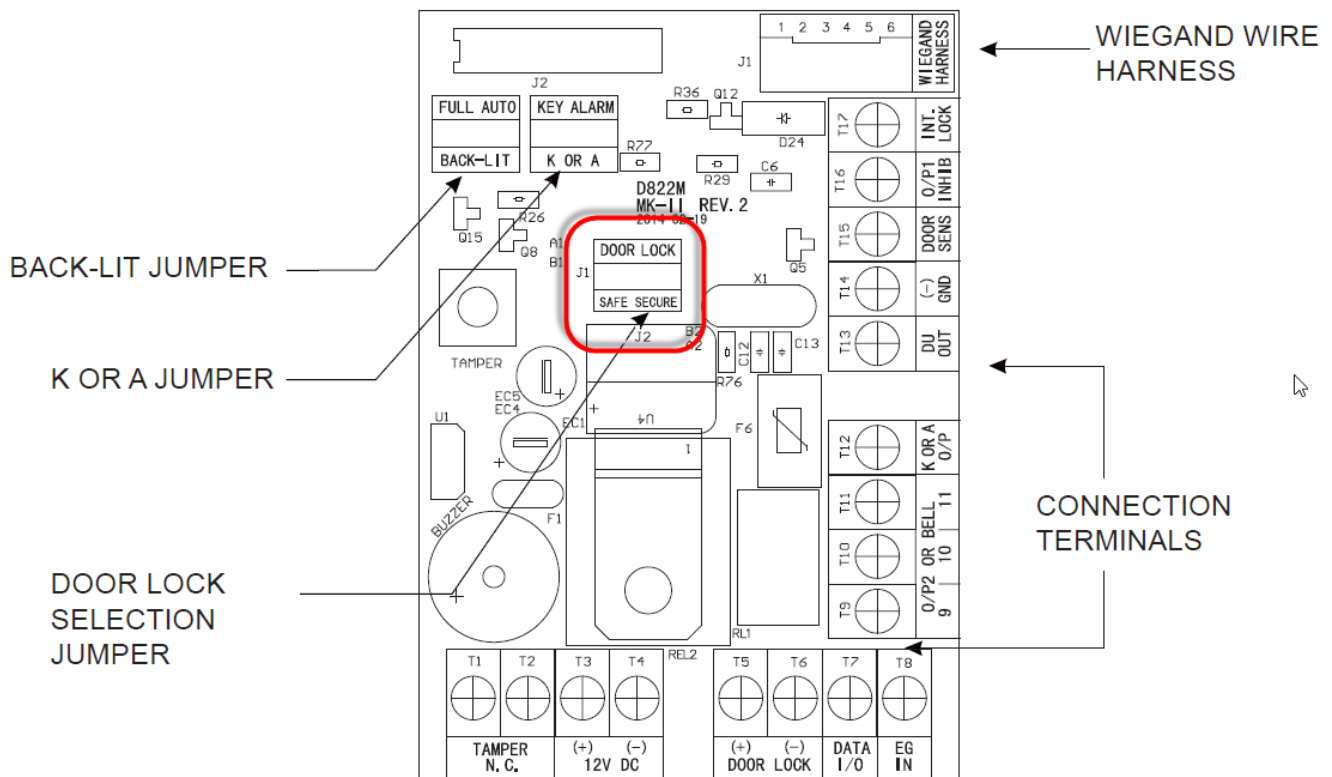 WIEGAND WIRE
HARNESS
1 2 3 4 5 6
J1
WIEGAND
HARNESS
J2
FULL AUTO
BACK-LIT
KEY ALARM
K OR A
R36
Q12
D24
R77
R29
C6
D822M
MK-II REV.2
2014-02-19
R26
Q15
Q8
A1
B1
J1
DOOR LOCK
SAFE SECURE
J2
B2
A2
Q5
X1
T17
INT.
LOCK
T16
O/P1
INHIB
T15
DOOR
SENS
T14
(-)
GND
T13
DU
OUT
BACK-LIT JUMPER
K OR A JUMPER
DOOR LOCK
SELECTION
JUMPER
TAMPER
EC5
EC4
EC1
+
+
+
U1
U4
1
R76
C12
C13
F6
F1
BUZZER
+
RL1
REL2
T12
K OR A
O/P
T11
T10
T9
O/P2 OR BELL
9 10 11
CONNECTION
TERMINALS
T1 T2 T3 T4 T5 T6 T7 T8
TAMPER
N.C.
(+) (-)
12V DC
(+) (-)
DOOR LOCK
DATA
I/O
EG
IN